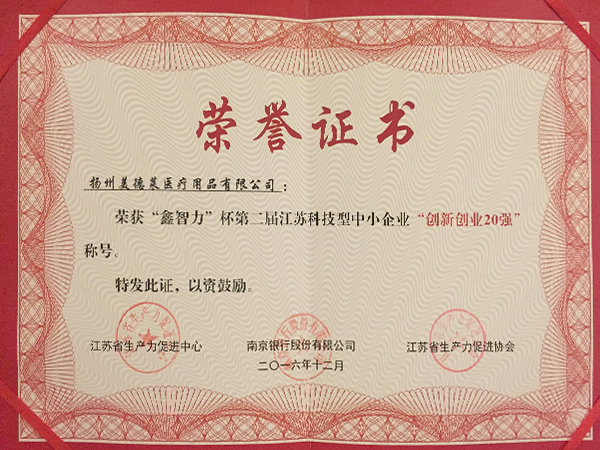 荣誉证书
扬州美德莱医疗用品有限公司：
荣获“鑫智力”杯第二届江苏科技型中小企业“创新创业20强”
称号。
特发此证，以资鼓励。
江苏省生产力促进中心 南京银行股份有限公司 江苏省生产力促进协会
二〇一六年十二月